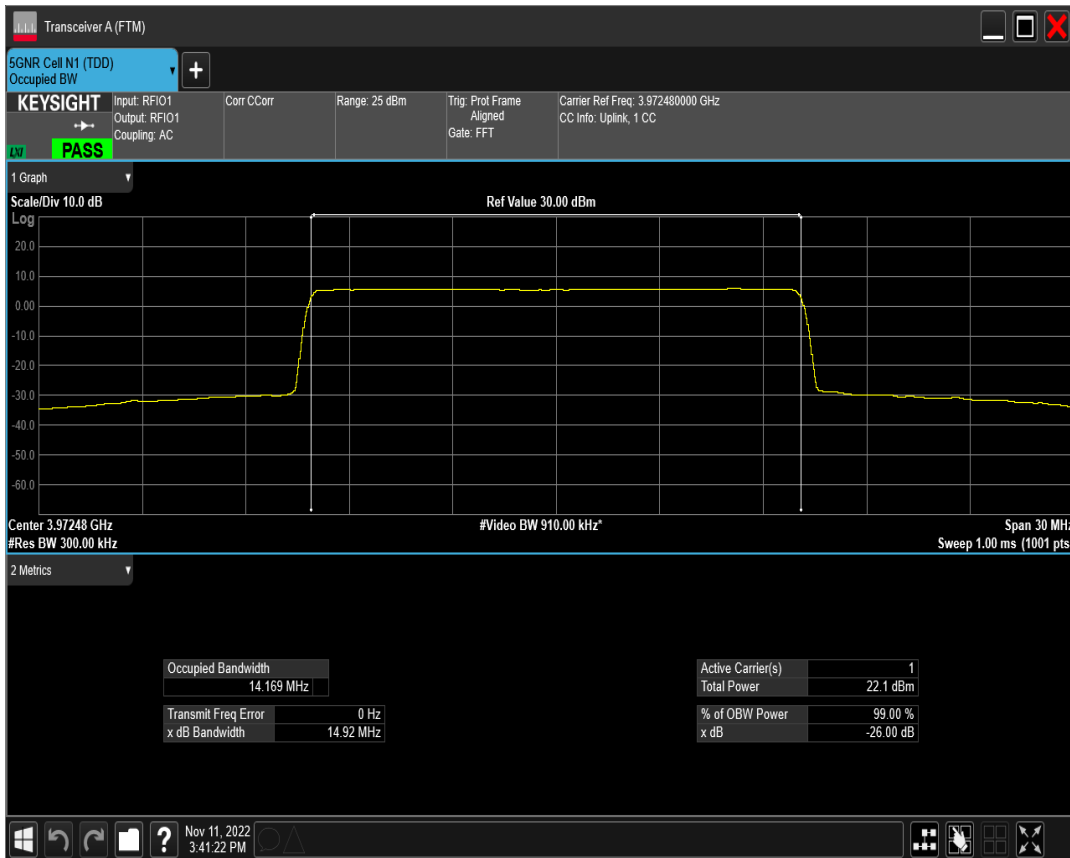 Transceiver A (FTM)
5GNR Cell N1 (TDD)
Occupied BW
+
KEYSIGHT
LXI
PASS
Input: RFIO1
Output: RFIO1
Coupling: AC
Corr CCorr
Range: 25 dBm
Trig: Prot Frame
Aligned
Gate: FFT
Carrier Ref Freq: 3.972480000 GHz
CC Info: Uplink, 1 CC
1 Graph
Scale/Div 10.0 dB
Ref Value 30.00 dBm
Log
20.0
10.0
0.00
-10.0
-20.0
-30.0
-40.0
-50.0
-60.0
Center 3.97248 GHz
#Video BW 910.00 kHz*
Span 30 MHz
#Res BW 300.00 kHz
Sweep 1.00 ms (1001 pts
2 Metrics
Occupied Bandwidth
14.169 MHz
Transmit Freq Error 0 Hz
x dB Bandwidth 14.92 MHz
Active Carrier(s) 1
Total Power 22.1 dBm
% of OBW Power 99.00 %
x dB -26.00 dB
?
Nov 11, 2022
3:41:22 PM